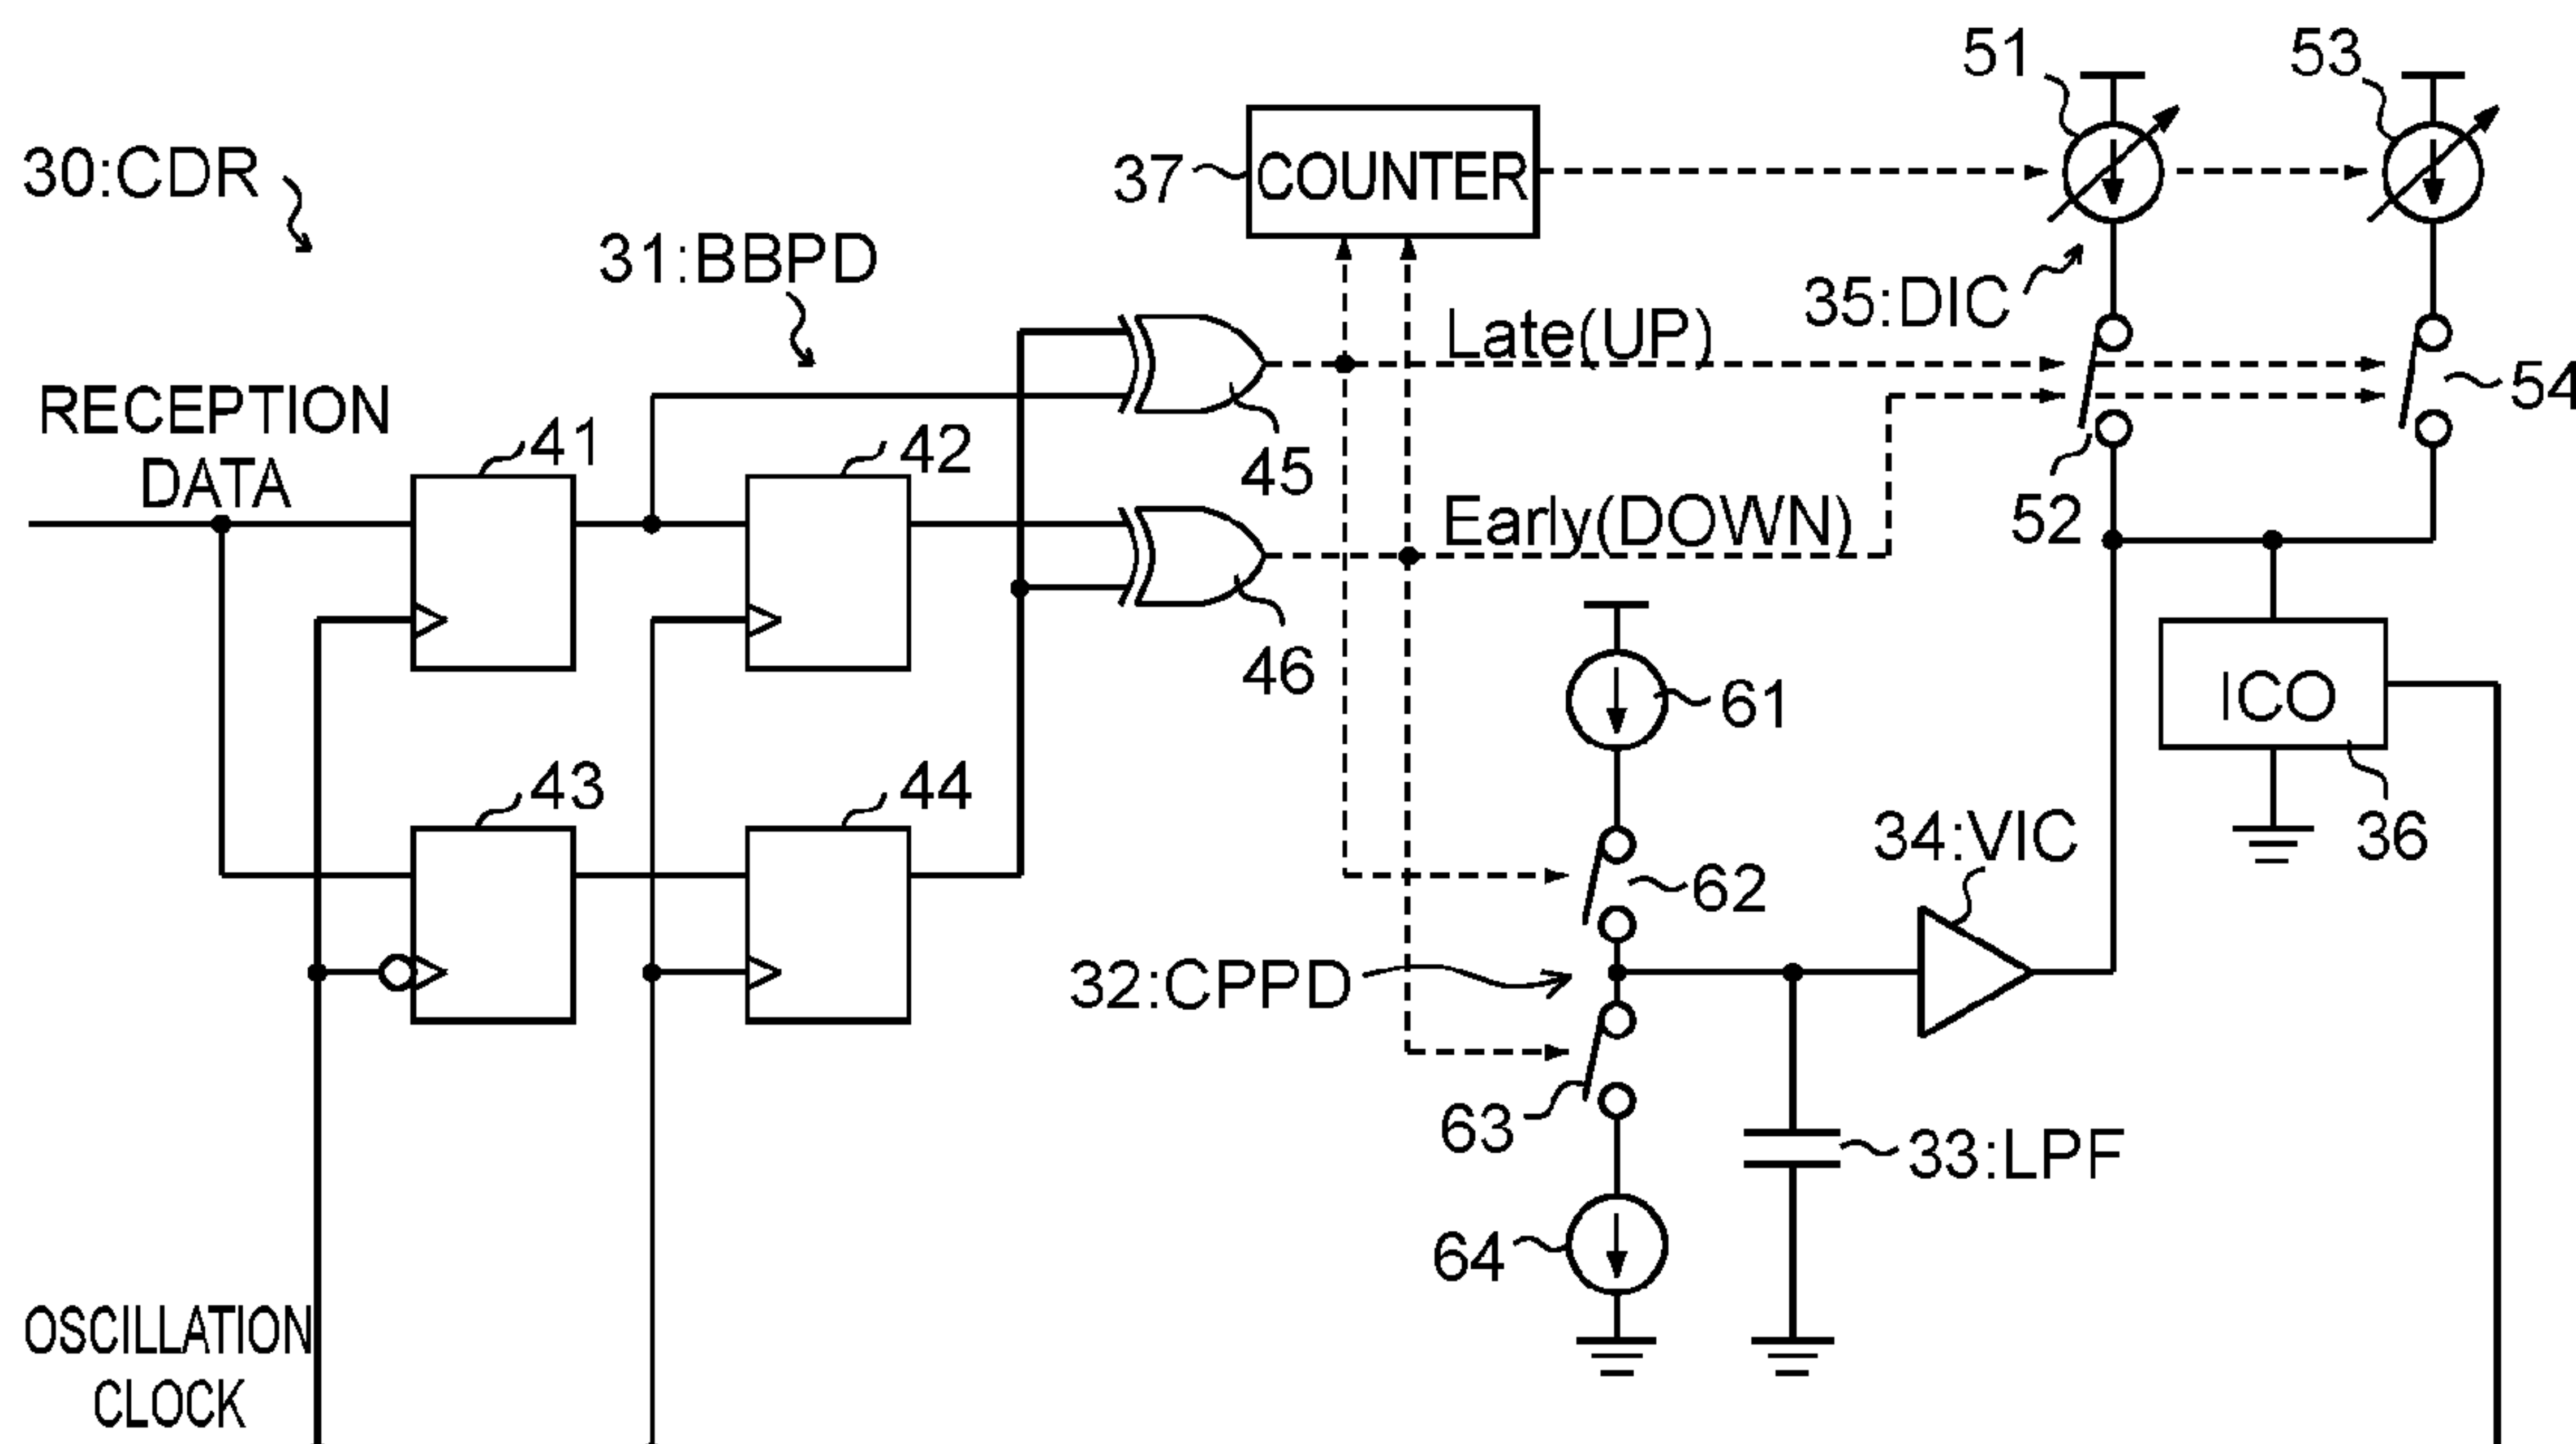 51
53
30:CDR
37
COUNTER
31:BBPD
35:DIC
Late(UP)
54
RECEPTION
DATA
41
42
45
52
Early(DOWN)
46
61
ICO
43
44
34:VIC
36
62
32:CPPD
63
33:LPF
64
OSCILLATION
CLOCK